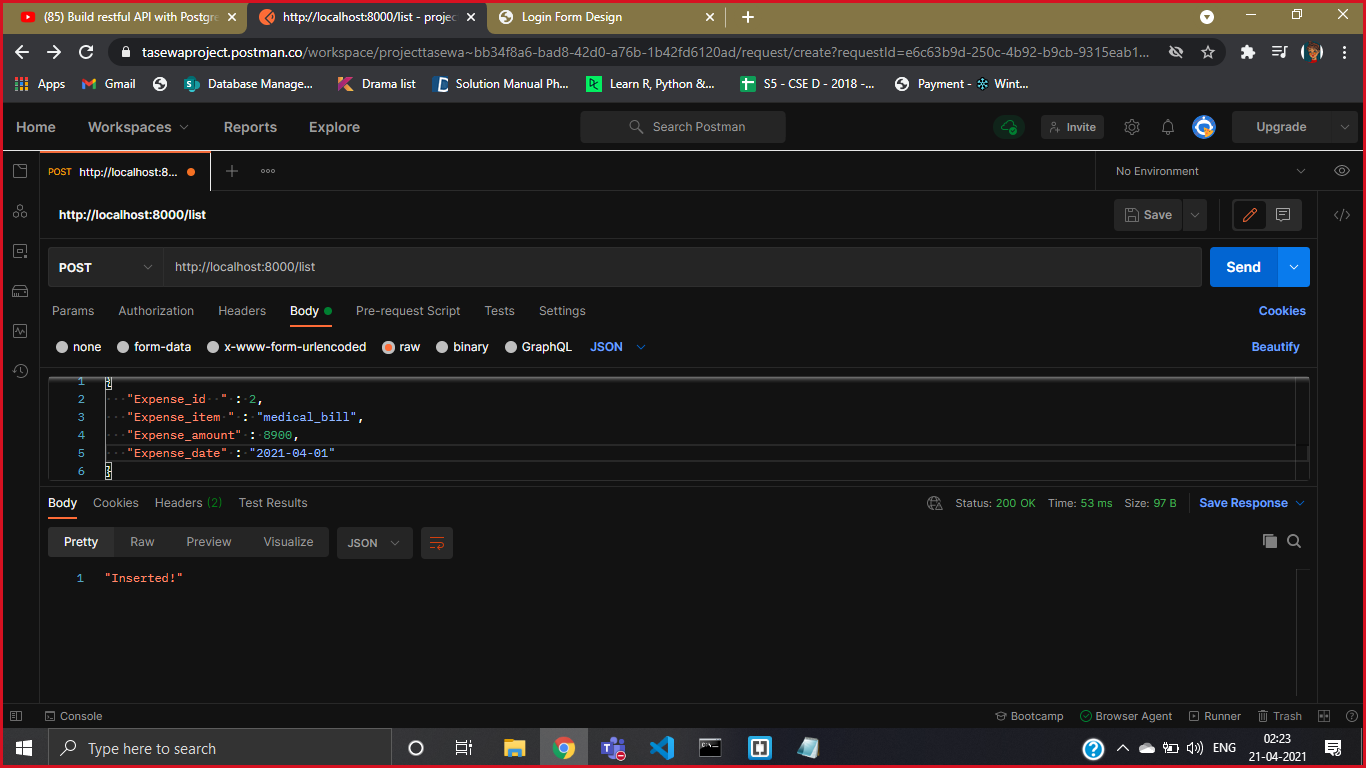 (85) Build restful API with Postgre
http://localhost:8000/list - projec
Login Form Design
tasewaproject.postman.co/workspace/projecttasewa~bb34f8a6-bad8-42d0-a76b-1b42fd6120ad/request/create?requestId=e6c63b9d-250c-4b92-b9cb-9315eab1...
Apps
Gmail
Database Manage...
Drama list
Solution Manual Ph...
Learn R, Python &...
S5 - CSE D - 2018 -...
Payment - ❄ Wint...
Home
Workspaces
Reports
Explore
Search Postman
Invite
Upgrade
POST http://localhost:8...
No Environment
http://localhost:8000/list
Save
POST
http://localhost:8000/list
Send
Params
Authorization
Headers
Body
Pre-request Script
Tests
Settings
Cookies
none
form-data
x-www-form-urlencoded
raw
binary
GraphQL
JSON
Beautify
1 {
2 "Expense_id  " : 2,
3 "Expense_item " : "medical_bill",
4 "Expense_amount" : 8900,
5 "Expense_date" : "2021-04-01"
6 }
Body
Cookies
Headers (2)
Test Results
Status: 200 OK
Time: 53 ms
Size: 97 B
Save Response
Pretty
Raw
Preview
Visualize
JSON
1 "Inserted!"
Console
Bootcamp
Browser Agent
Runner
Trash
Type here to search
ENG
02:23
21-04-2021